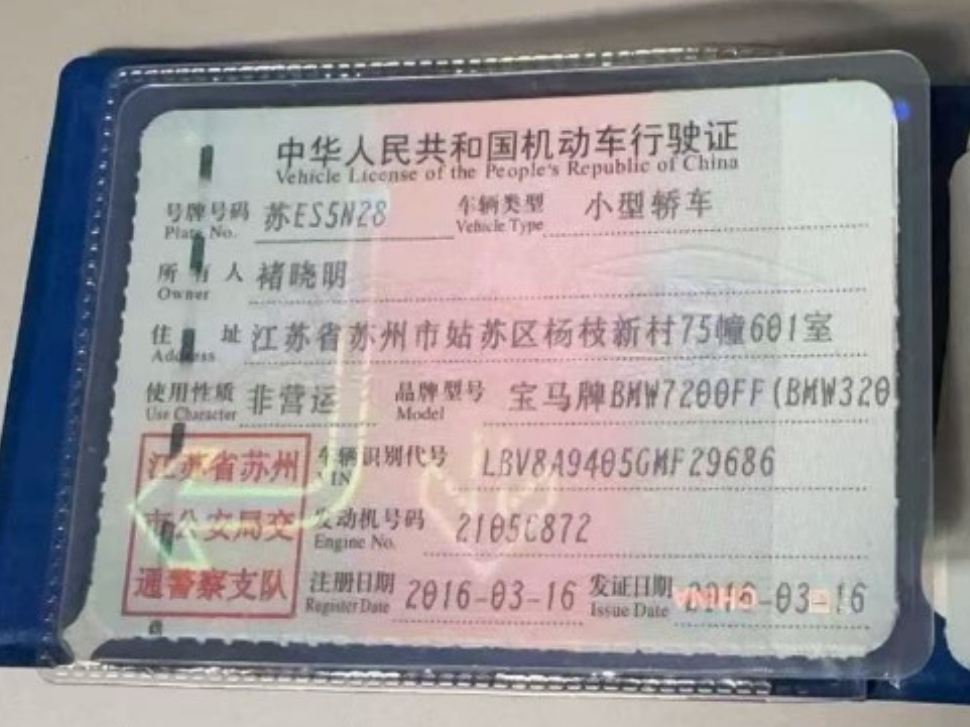 中华人民共和国机动车行驶证
Vehicle License of the People's Republic of China
号牌号码 苏ES5N28 车辆类型 小型轿车
Plate No. Vehicle Type
所有人 褚晓明
Owner
住址 江苏省苏州市姑苏区杨枝新村75幢601室
Address
使用性质 非营运 品牌型号 宝马牌BMW7200FF(BMW320
Use Character Model
车辆识别代号 LBV8A9405GMF29686
VIN
发动机号码 2105C872
Engine No.
注册日期 2016-03-16 发证日期 2016-03-16
Register Date Issue Date
江苏省苏州
市公安局交
通警察支队